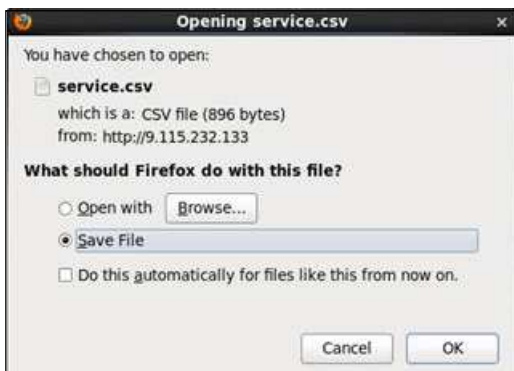 Opening service.csv
You have chosen to open:
service.csv
which is a: CSV file (896 bytes)
from: http://9.115.232.133
What should Firefox do with this file?
Open with Browse...
Save File
Do this automatically for files like this from now on.
Cancel OK